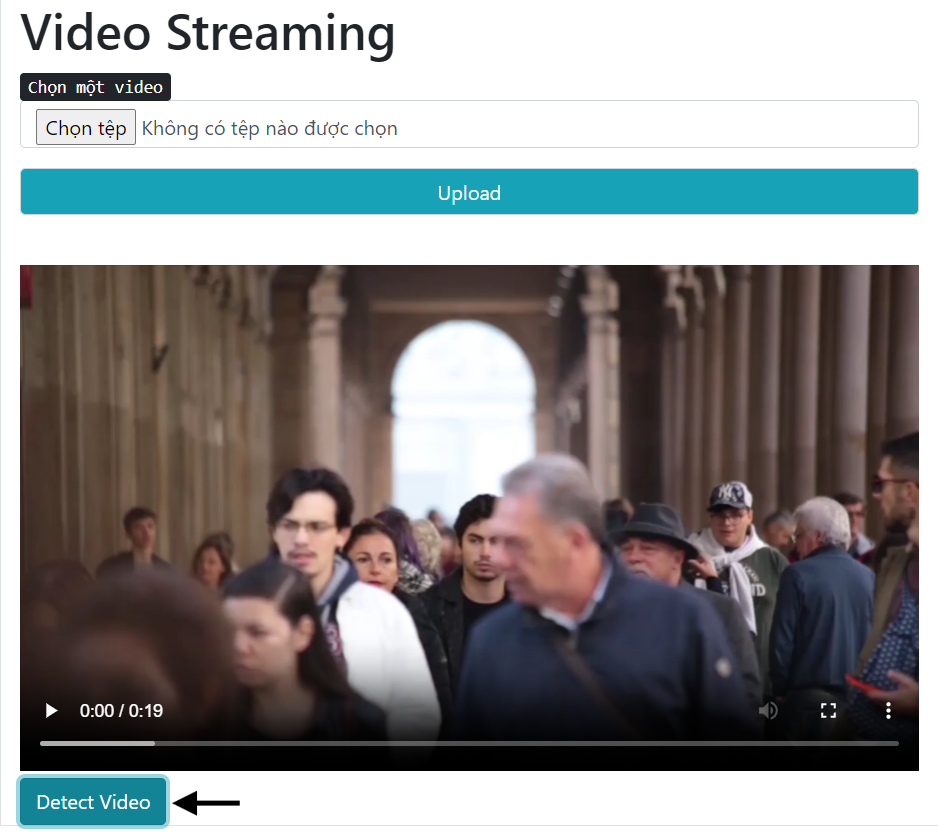 Video Streaming
Chọn một video
Chọn tệp Không có tệp nào được chọn
Upload
NY
0:00 / 0:19
Detect Video